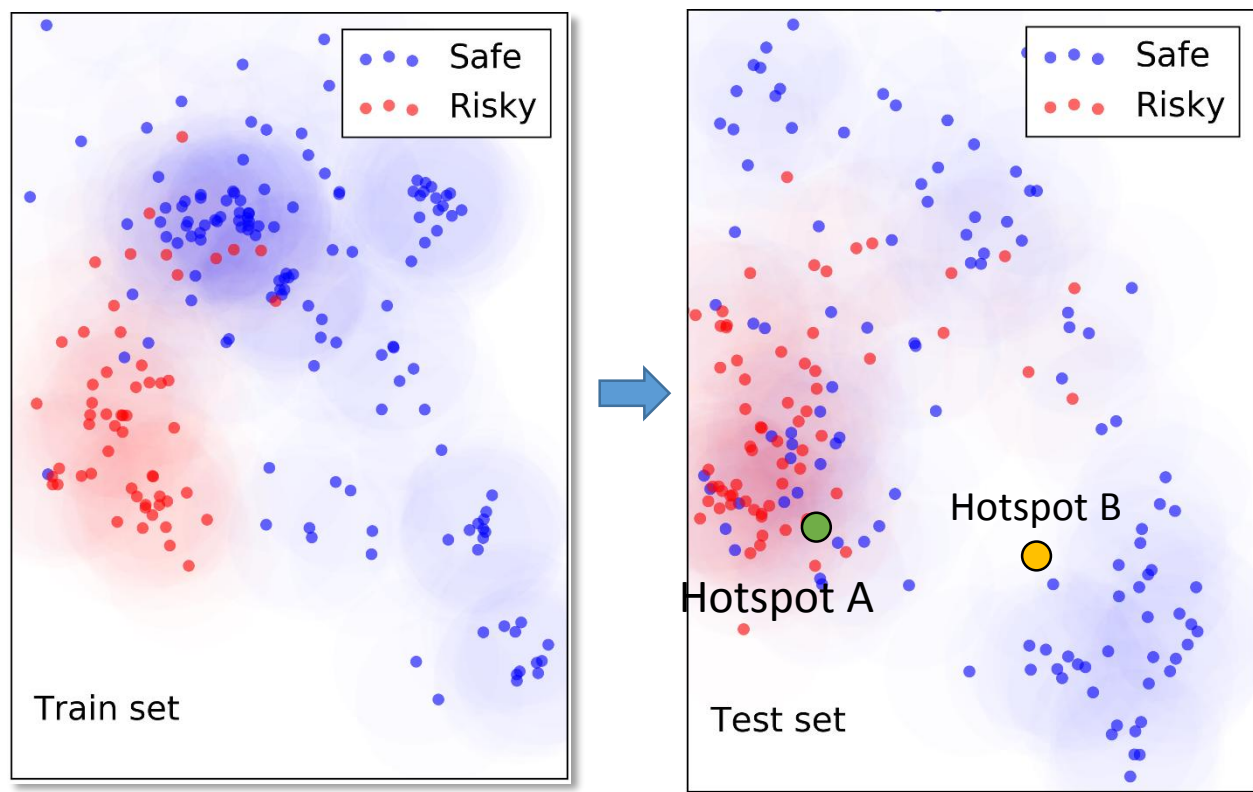 Safe
Risky
Train set
Safe
Risky
Hotspot B
Hotspot A
Test set